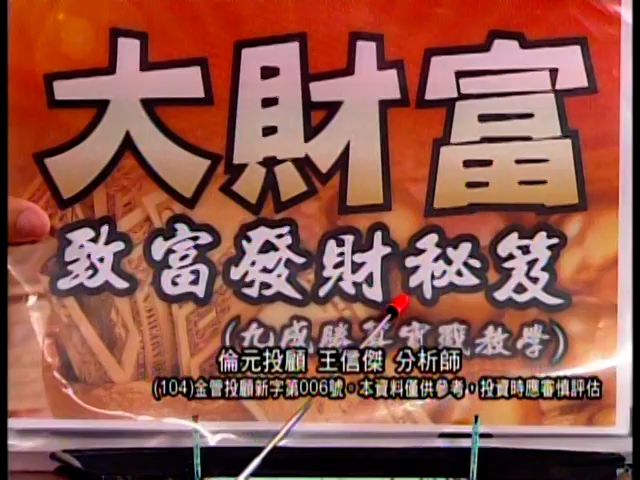 大財富
致富發財秘笈
(九成勝算實戰教學)
倫元投顧 王信傑 分析師
(104)金管投顧新字第006號。本資料僅供參考，投資時應審慎評估